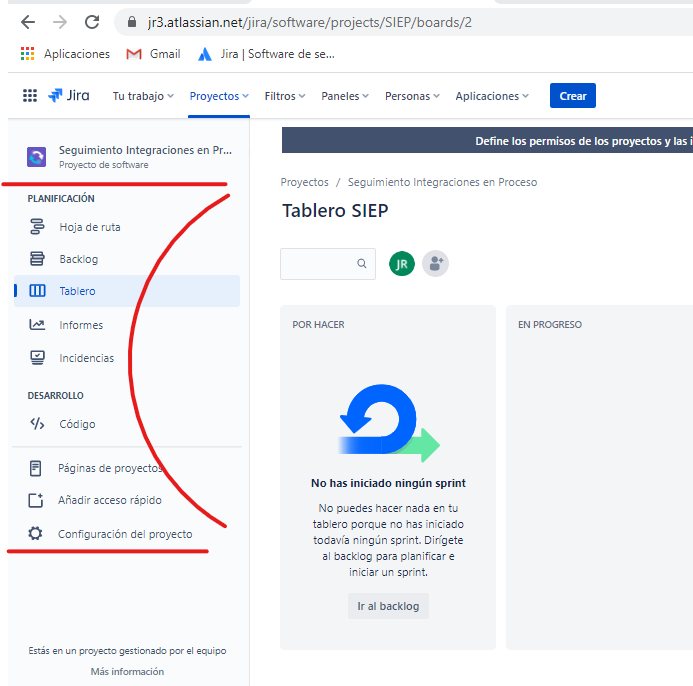 jr3.atlassian.net/jira/software/projects/SIEP/boards/2
Aplicaciones Gmail Jira | Software de se...
Jira Tu trabajo Proyectos Filtros Paneles Personas Aplicaciones Crear
Seguimiento Integraciones en Pr...
Proyecto de software
PLANIFICACIÓN
Hoja de ruta
Backlog
Tablero
Informes
Incidencias
DESARROLLO
Código
Páginas de proyectos
Añadir acceso rápido
Configuración del proyecto
Estás en un proyecto gestionado por el equipo
Más información
Define los permisos de los proyectos y las i
Proyectos / Seguimiento Integraciones en Proceso
Tablero SIEP
JR
POR HACER
No has iniciado ningún sprint
No puedes hacer nada en tu
tablero porque no has iniciado
todavía ningún sprint. Dirígete
al backlog para planificar e
iniciar un sprint.
Ir al backlog
EN PROGRESO